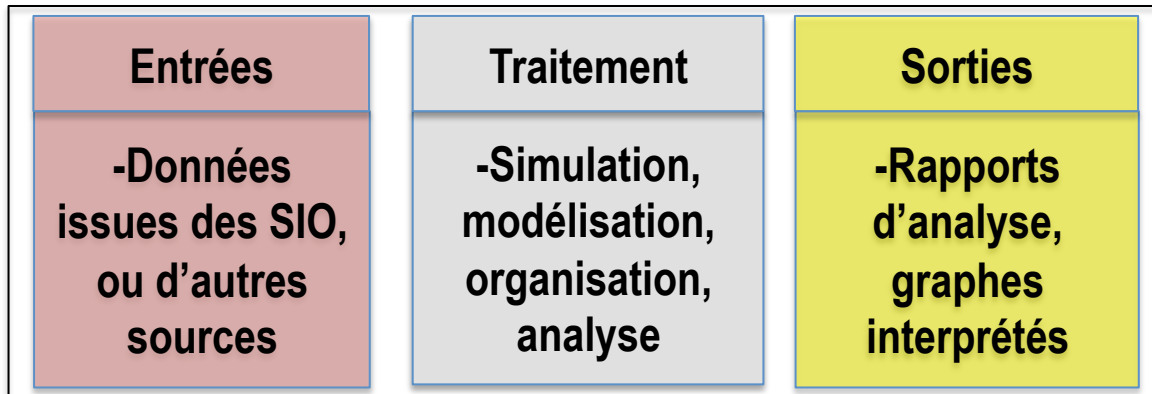 Entrées
-Données
issues des SIO,
ou d’autres
sources
Traitement
-Simulation,
modélisation,
organisation,
analyse
Sorties
-Rapports
d’analyse,
graphes
interprétés